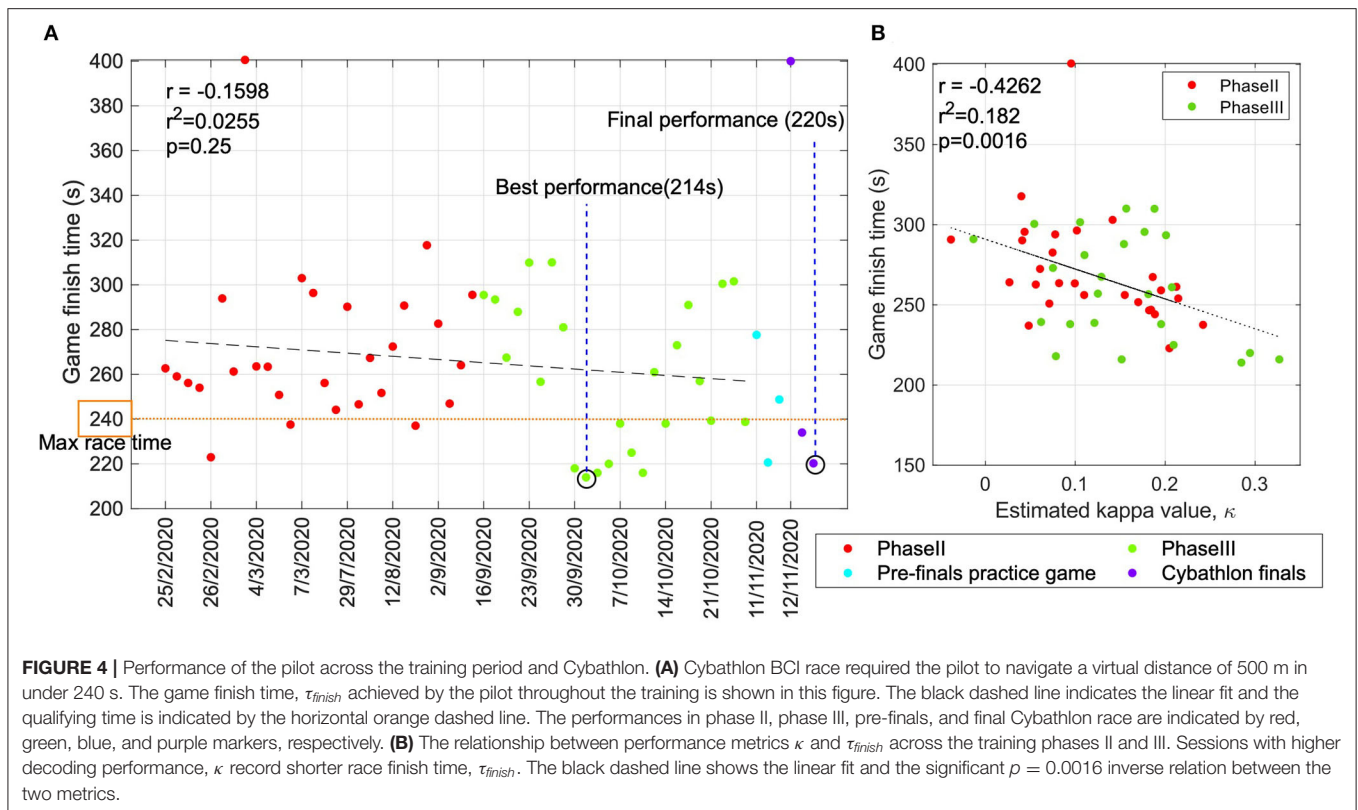 A
400
380
360
340
320
300
280
260
240
220
200
Game finish time (s)
r = -0.1598
r²=0.0255
p=0.25
Final performance (220s)
Best performance(214s)
Max race time
25/2/2020
26/2/2020
4/3/2020
7/3/2020
29/7/2020
12/8/2020
2/09/2020
16/9/2020
23/9/2020
30/9/2020
7/10/2020
14/10/2020
21/10/2020
11/11/2020
12/11/2020
B
400
350
300
250
200
150
Game finish time (s)
r = -0.4262
r²=0.182
p=0.0016
PhaseII
PhaseIII
0
0.1
0.2
0.3
Estimated kappa value, κ
PhaseII
PhaseIII
Pre-finals practice game
Cybathlon finals
FIGURE 4 | Performance of the pilot across the training period and Cybathlon. (A) Cybathlon BCI race required the pilot to navigate a virtual distance of 500 m in
under 240 s. The game finish time, τfinish achieved by the pilot throughout the training is shown in this figure. The black dashed line indicates the linear fit and the
qualifying time is indicated by the horizontal orange dashed line. The performances in phase II, phase III, pre-finals, and final Cybathlon race are indicated by red,
green, blue, and purple markers, respectively. (B) The relationship between performance metrics κ and τfinish across the training phases II and III. Sessions with higher
decoding performance, κ record shorter race finish time, τfinish. The black dashed line shows the linear fit and the significant p = 0.0016 inverse relation between the
two metrics.